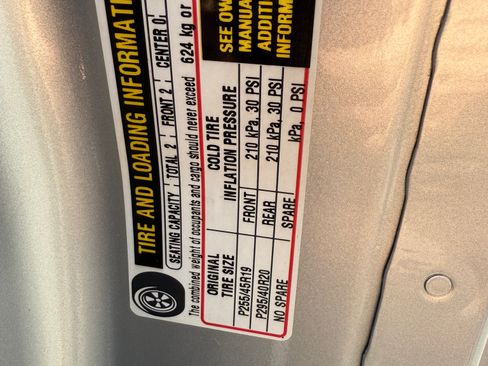 TIRE AND LOADING INFORMATI
SEATING CAPACITY TOTAL 2 FRONT 2 CENTER 0
The combined weight of occupants and cargo should never exceed 624 kg or
ORIGINAL TIRE SIZE COLD TIRE INFLATION PRESSURE
P255/45R19 FRONT 210 kPa, 30 PSI
P295/40R20 REAR 210 kPa, 30 PSI
NO SPARE SPARE kPa, 0 PSI
SEE OW
MANUA
ADDITI
INFORM